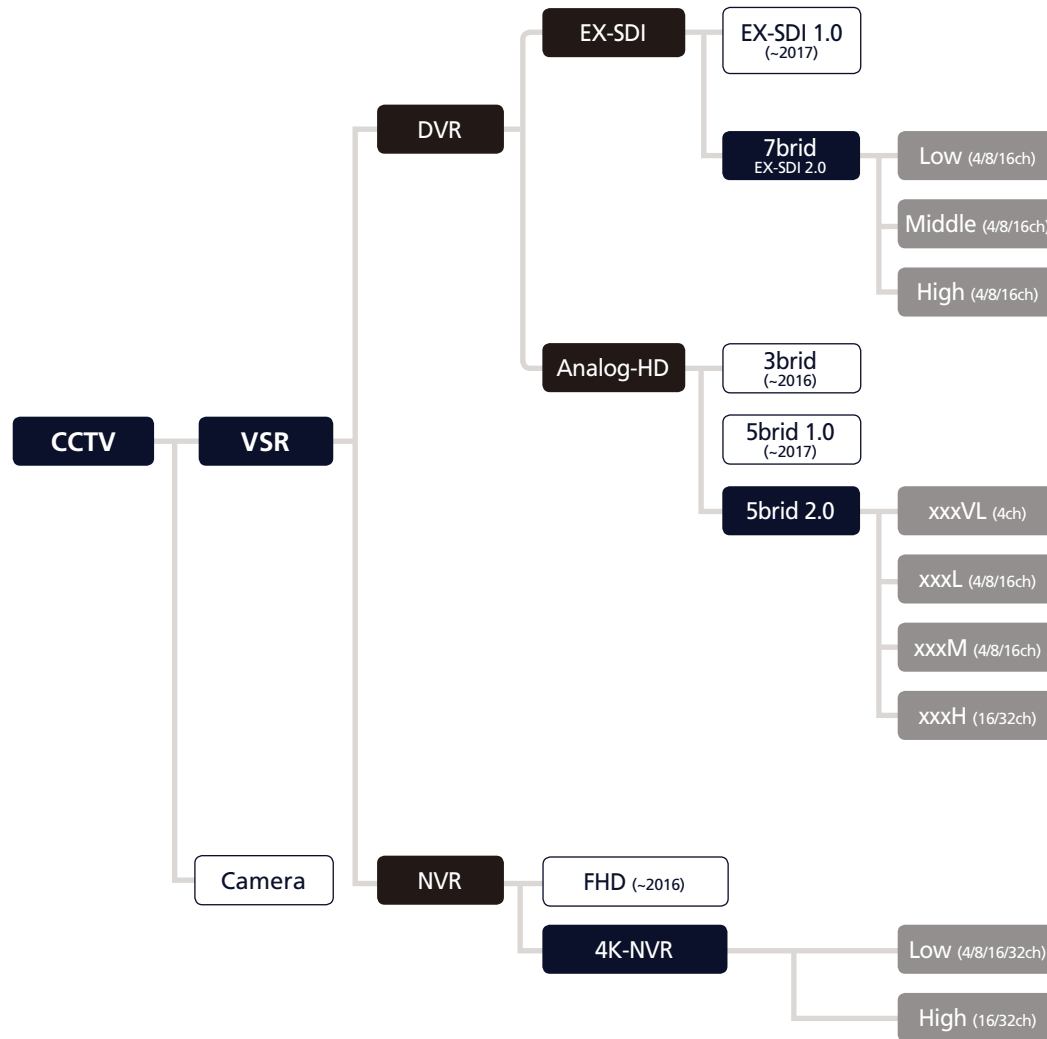 EX-SDI
EX-SDI 1.0
(~2017)
DVR
7brid
EX-SDI 2.0
Low (4/8/16ch)
Middle (4/8/16ch)
High (4/8/16ch)
Analog-HD
3brid
(~2016)
5brid 1.0
(~2017)
CCTV
VSR
5brid 2.0
xxxVL (4ch)
xxxL (4/8/16ch)
xxxM (4/8/16ch)
xxxH (16/32ch)
Camera
NVR
FHD (~2016)
4K-NVR
Low (4/8/16/32ch)
High (16/32ch)